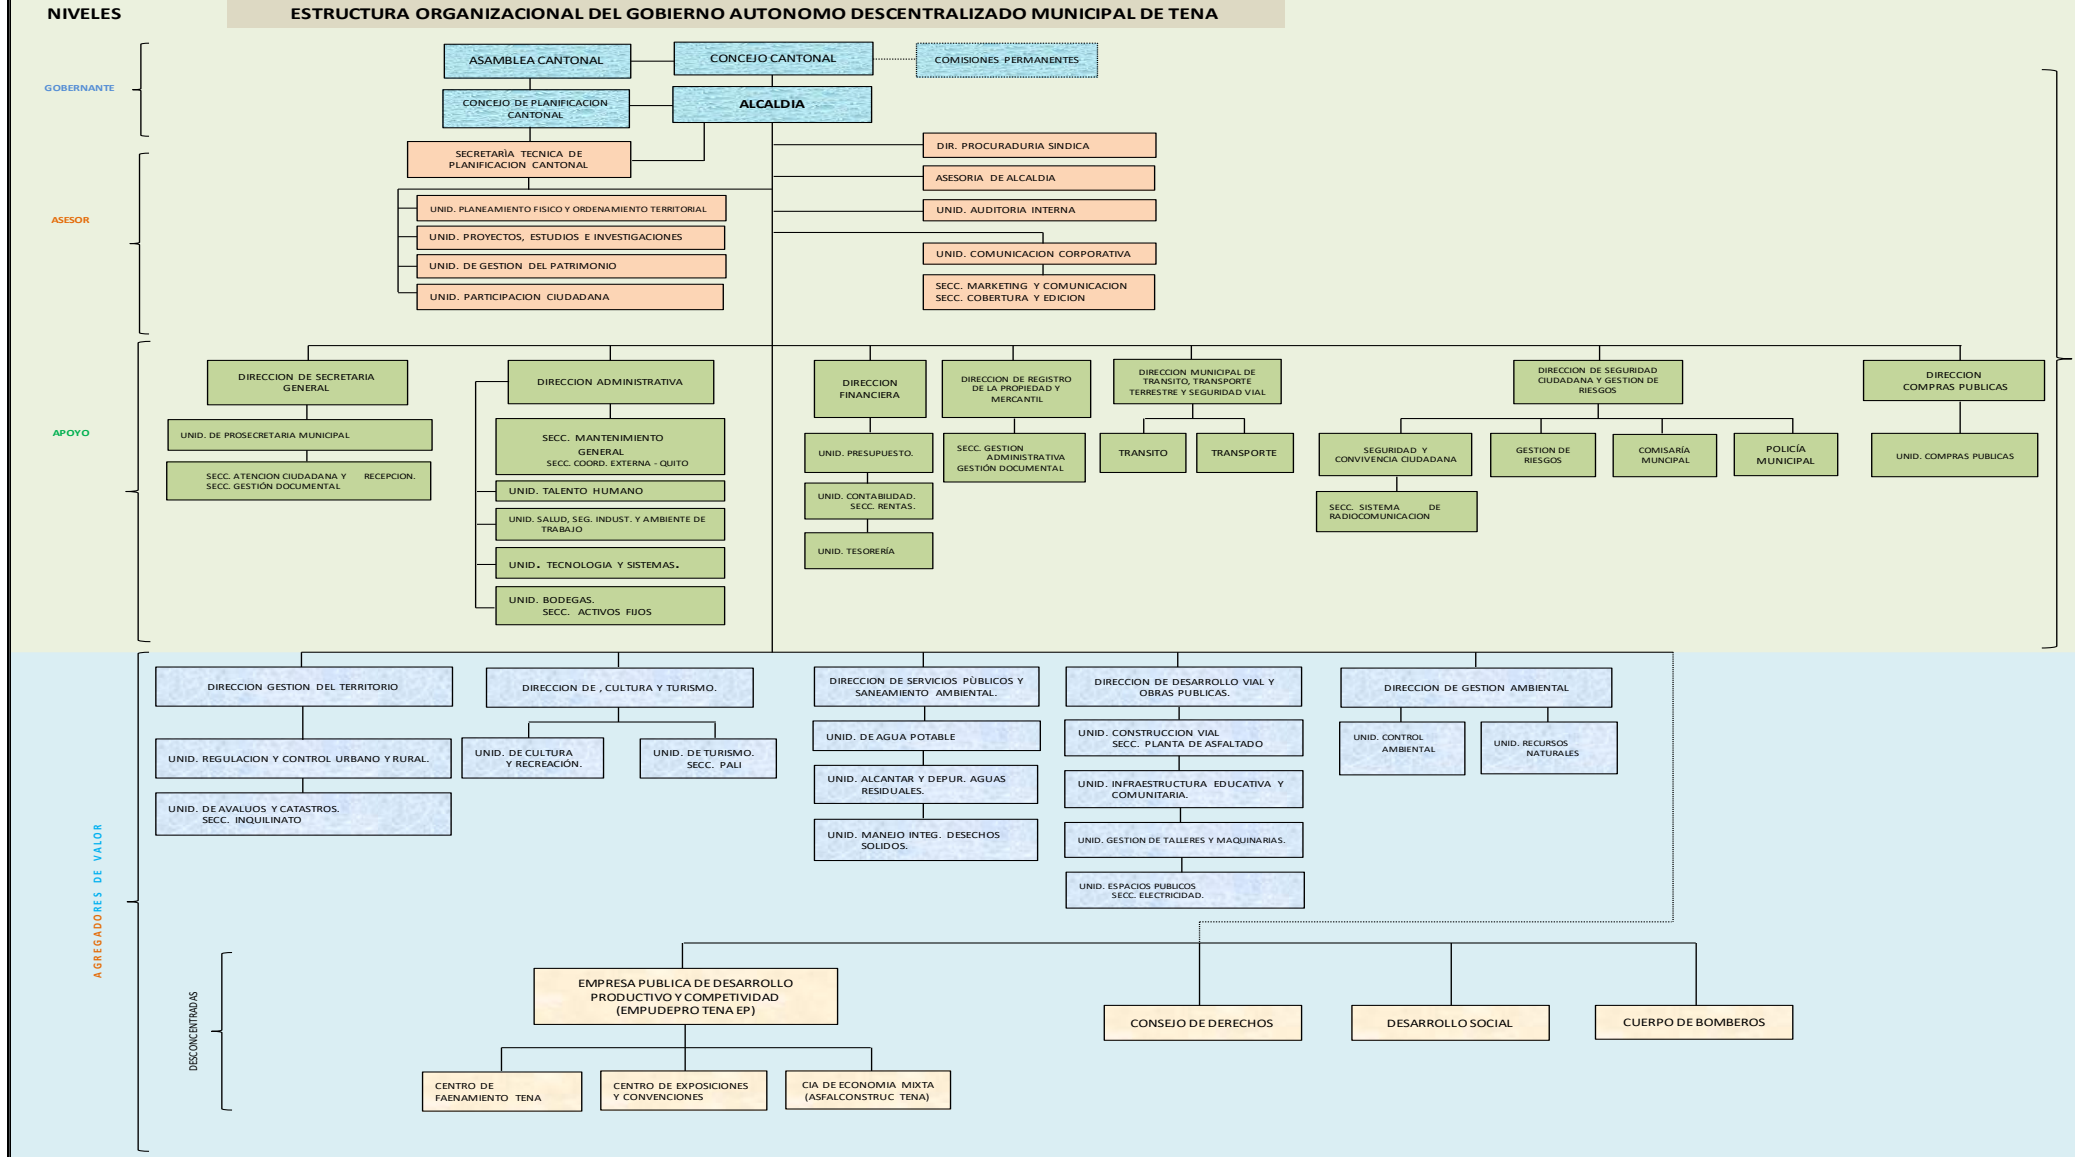 NIVELES
ESTRUCTURA ORGANIZACIONAL DEL GOBIERNO AUTONOMO DESCENTRALIZADO MUNICIPAL DE TENA
GOBERNANTE
ASAMBLEA CANTONAL
CONCEJO CANTONAL
COMISIONES PERMANENTES
CONCEJO DE PLANIFICACION
CANTONAL
ALCALDIA
ASESOR
SECRETARÌA TECNICA DE
PLANIFICACION CANTONAL
UNID. PLANEAMIENTO FISICO Y ORDENAMIENTO TERRITORIAL
UNID. PROYECTOS, ESTUDIOS E INVESTIGACIONES
UNID. DE GESTION DEL PATRIMONIO
UNID. PARTICIPACION CIUDADANA
DIR. PROCURADURIA SINDICA
ASESORIA DE ALCALDIA
UNID. AUDITORIA INTERNA
UNID. COMUNICACION CORPORATIVA
SECC. MARKETING Y COMUNICACION
SECC. COBERTURA Y EDICION
APOYO
DIRECCION DE SECRETARIA
GENERAL
UNID. DE PROSECRETARIA MUNICIPAL
SECC. ATENCION CIUDADANA Y RECEPCION.
SECC. GESTIÓN DOCUMENTAL
DIRECCION ADMINISTRATIVA
SECC. MANTENIMIENTO
GENERAL
SECC. COORD. EXTERNA - QUITO
UNID. TALENTO HUMANO
UNID. SALUD, SEG. INDUST. Y AMBIENTE DE
TRABAJO
UNID. TECNOLOGIA Y SISTEMAS.
UNID. BODEGAS.
SECC. ACTIVOS FIJOS
DIRECCION
FINANCIERA
UNID. PRESUPUESTO.
UNID. CONTABILIDAD.
SECC. RENTAS.
UNID. TESORERÍA
DIRECCION DE REGISTRO
DE LA PROPIEDAD Y
MERCANTIL
SECC. GESTION
ADMINISTRATIVA
GESTIÓN DOCUMENTAL
DIRECCION MUNICIPAL DE
TRANSITO, TRANSPORTE
TERRESTRE Y SEGURIDAD VIAL
TRANSITO
TRANSPORTE
DIRECCION DE SEGURIDAD
CIUDADANA Y GESTION DE
RIESGOS
SEGURIDAD Y
CONVIVENCIA CIUDADANA
SECC. SISTEMA DE
RADIOCOMUNICACION
GESTION DE
RIESGOS
COMISARÍA
MUNCIPAL
POLICÍA
MUNICIPAL
DIRECCION
COMPRAS PUBLICAS
UNID. COMPRAS PUBLICAS
AGREGADORES DE VALOR
DIRECCION GESTION DEL TERRITORIO
UNID. REGULACION Y CONTROL URBANO Y RURAL.
UNID. DE AVALUOS Y CATASTROS.
SECC. INQUILINATO
DIRECCION DE , CULTURA Y TURISMO.
UNID. DE CULTURA
Y RECREACIÓN.
UNID. DE TURISMO.
SECC. PALI
DIRECCION DE SERVICIOS PÙBLICOS Y
SANEAMIENTO AMBIENTAL.
UNID. DE AGUA POTABLE
UNID. ALCANTAR Y DEPUR. AGUAS
RESIDUALES.
UNID. MANEJO INTEG. DESECHOS
SOLIDOS.
DIRECCION DE DESARROLLO VIAL Y
OBRAS PUBLICAS.
UNID. CONSTRUCCION VIAL
SECC. PLANTA DE ASFALTADO
UNID. INFRAESTRUCTURA EDUCATIVA Y
COMUNITARIA.
UNID. GESTION DE TALLERES Y MAQUINARIAS.
UNID. ESPACIOS PUBLICOS
SECC. ELECTRICIDAD.
DIRECCION DE GESTION AMBIENTAL
UNID. CONTROL
AMBIENTAL
UNID. RECURSOS
NATURALES
DESCONCENTRADAS
EMPRESA PUBLICA DE DESARROLLO
PRODUCTIVO Y COMPETIVIDAD
(EMPUDEPRO TENA EP)
CENTRO DE
FAENAMIENTO TENA
CENTRO DE EXPOSICIONES
Y CONVENCIONES
CIA DE ECONOMIA MIXTA
(ASFALCONSTRUC TENA)
CONSEJO DE DERECHOS
DESARROLLO SOCIAL
CUERPO DE BOMBEROS